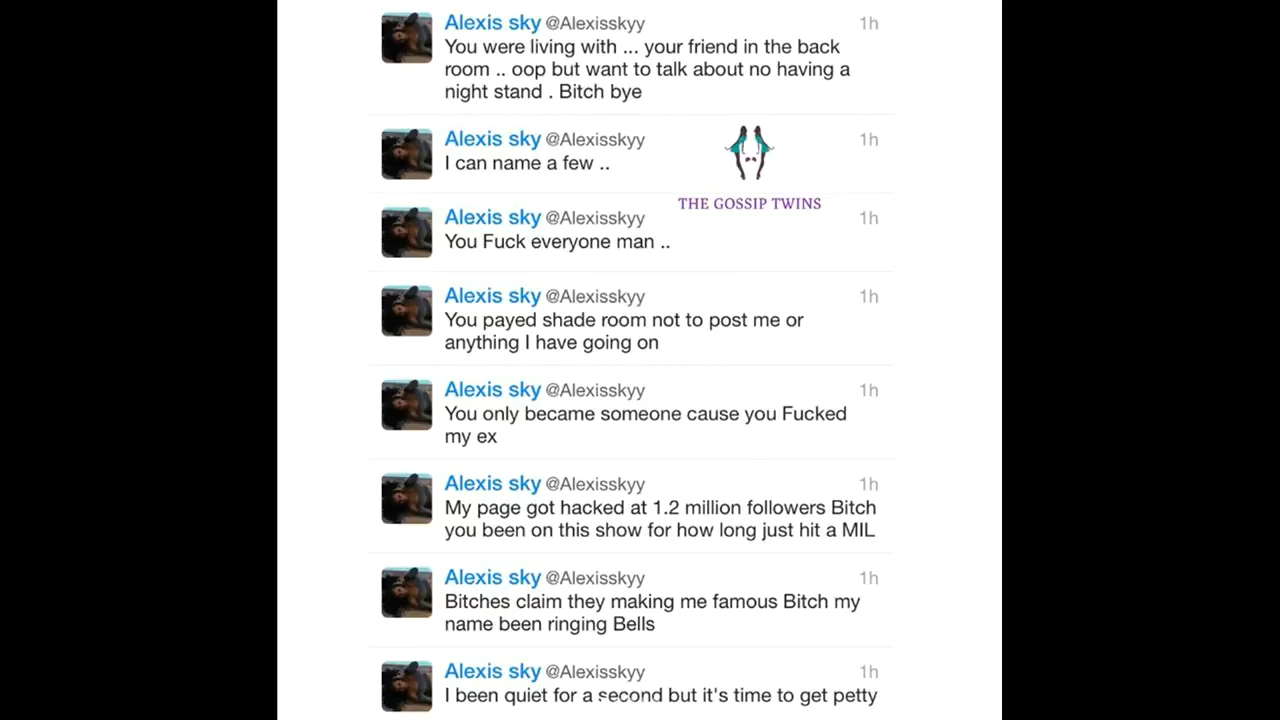 Alexis sky @Alexisskyy 1h
You were living with ... your friend in the back
room .. oop but want to talk about no having a
night stand . Bitch bye
Alexis sky @Alexisskyy 1h
I can name a few ..
THE GOSSIP TWINS
Alexis sky @Alexisskyy 1h
You Fuck everyone man ..
Alexis sky @Alexisskyy 1h
You payed shade room not to post me or
anything I have going on
Alexis sky @Alexisskyy 1h
You only became someone cause you Fucked
my ex
Alexis sky @Alexisskyy 1h
My page got hacked at 1.2 million followers Bitch
you been on this show for how long just hit a MIL
Alexis sky @Alexisskyy 1h
Bitches claim they making me famous Bitch my
name been ringing Bells
Alexis sky @Alexisskyy 1h
I been quiet for a second but it's time to get petty